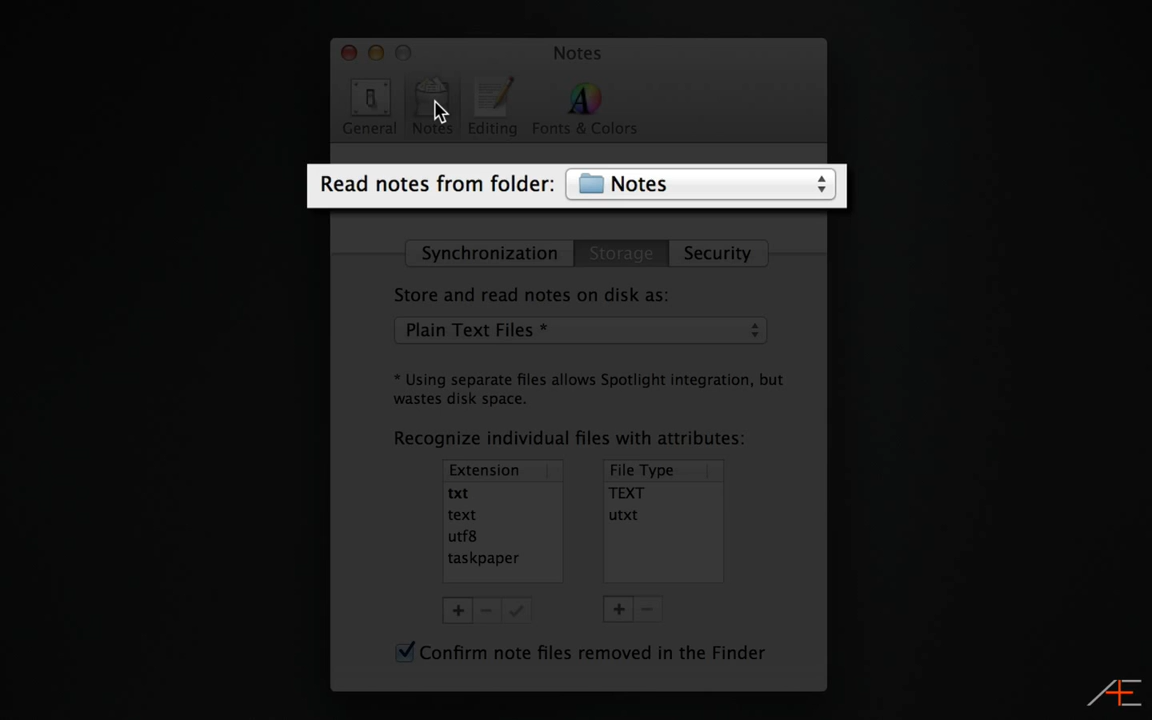 Notes
General Notes Editing Fonts & Colors
Read notes from folder: Notes
Synchronization Storage Security
Store and read notes on disk as:
Plain Text Files *
* Using separate files allows Spotlight integration, but
wastes disk space.
Recognize individual files with attributes:
Extension File Type
txt TEXT
text utxt
utf8
taskpaper
Confirm note files removed in the Finder